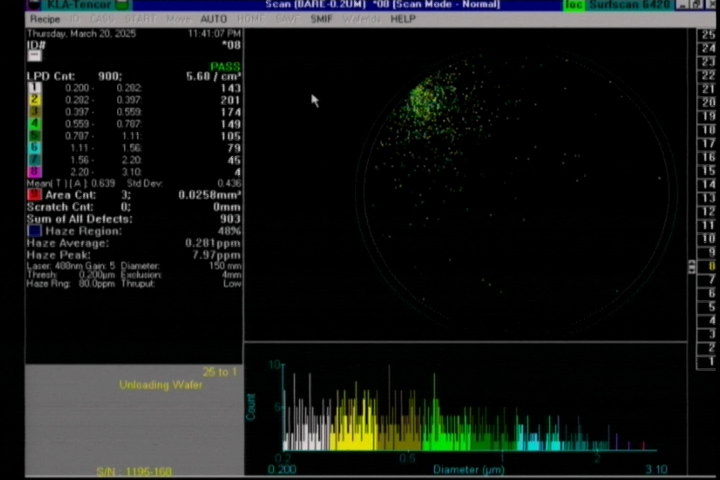 KLA-Tencor
Scan (BARE-0.2UM) *08 [Scan Mode - Normal]
loc Surfscan 6420
Recipe ID CASS START Move AUTO HOME SAVE SMIF WaferIds HELP
Thursday, March 20, 2025 11:41:07 PM
ID# *08
PASS
LPD Cnt: 900; 5.60 / cm²
1 0.200 - 0.282: 143
2 0.282 - 0.397: 201
3 0.397 - 0.559: 174
4 0.559 - 0.787: 149
5 0.787 - 1.11: 105
6 1.11 - 1.56: 79
7 1.56 - 2.20: 45
8 2.20 - 3.10: 4
Mean( T ) [ A ]: 0.639 Std Dev: 0.436
Area Cnt: 3; 0.0258mm²
Scratch Cnt: 0; 0mm
Sum of All Defects: 903
Haze Region: 48%
Haze Average: 0.281ppm
Haze Peak: 7.97ppm
Laser: 488nm Gain: 5 Diameter: 150 mm
Thresh: 0.200µm Exclusion: 4mm
Haze Rng: 80.0ppm Thruput: Low
25
24
23
22
21
20
19
18
17
16
15
14
13
12
11
10
9
8
7
6
5
4
3
2
1
25 to 1
Unloading Wafer
S/N : 1195-168
10
5
Count
0.2 0.5 1 2
0.200 Diameter (µm) 3.10